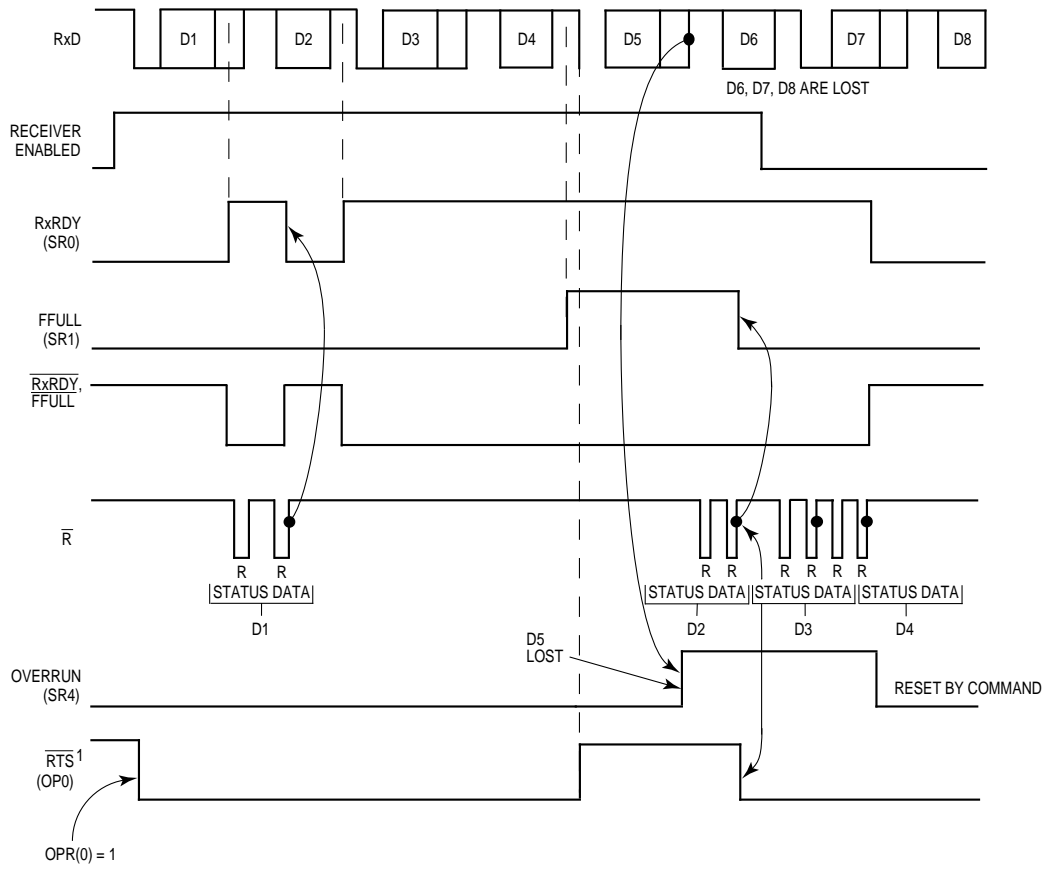 RxD
D1
D2
D3
D4
D5
D6
D7
D8
D6, D7, D8 ARE LOST
RECEIVER
ENABLED
RxRDY
(SR0)
FFULL
(SR1)
RxRDY,
FFULL
R
R R R R R R R R
STATUS DATA STATUS DATA STATUS DATA STATUS DATA
D1 D2 D3 D4
D5
LOST
OVERRUN
(SR4)
RESET BY COMMAND
RTS1
(OP0)
OPR(0) = 1